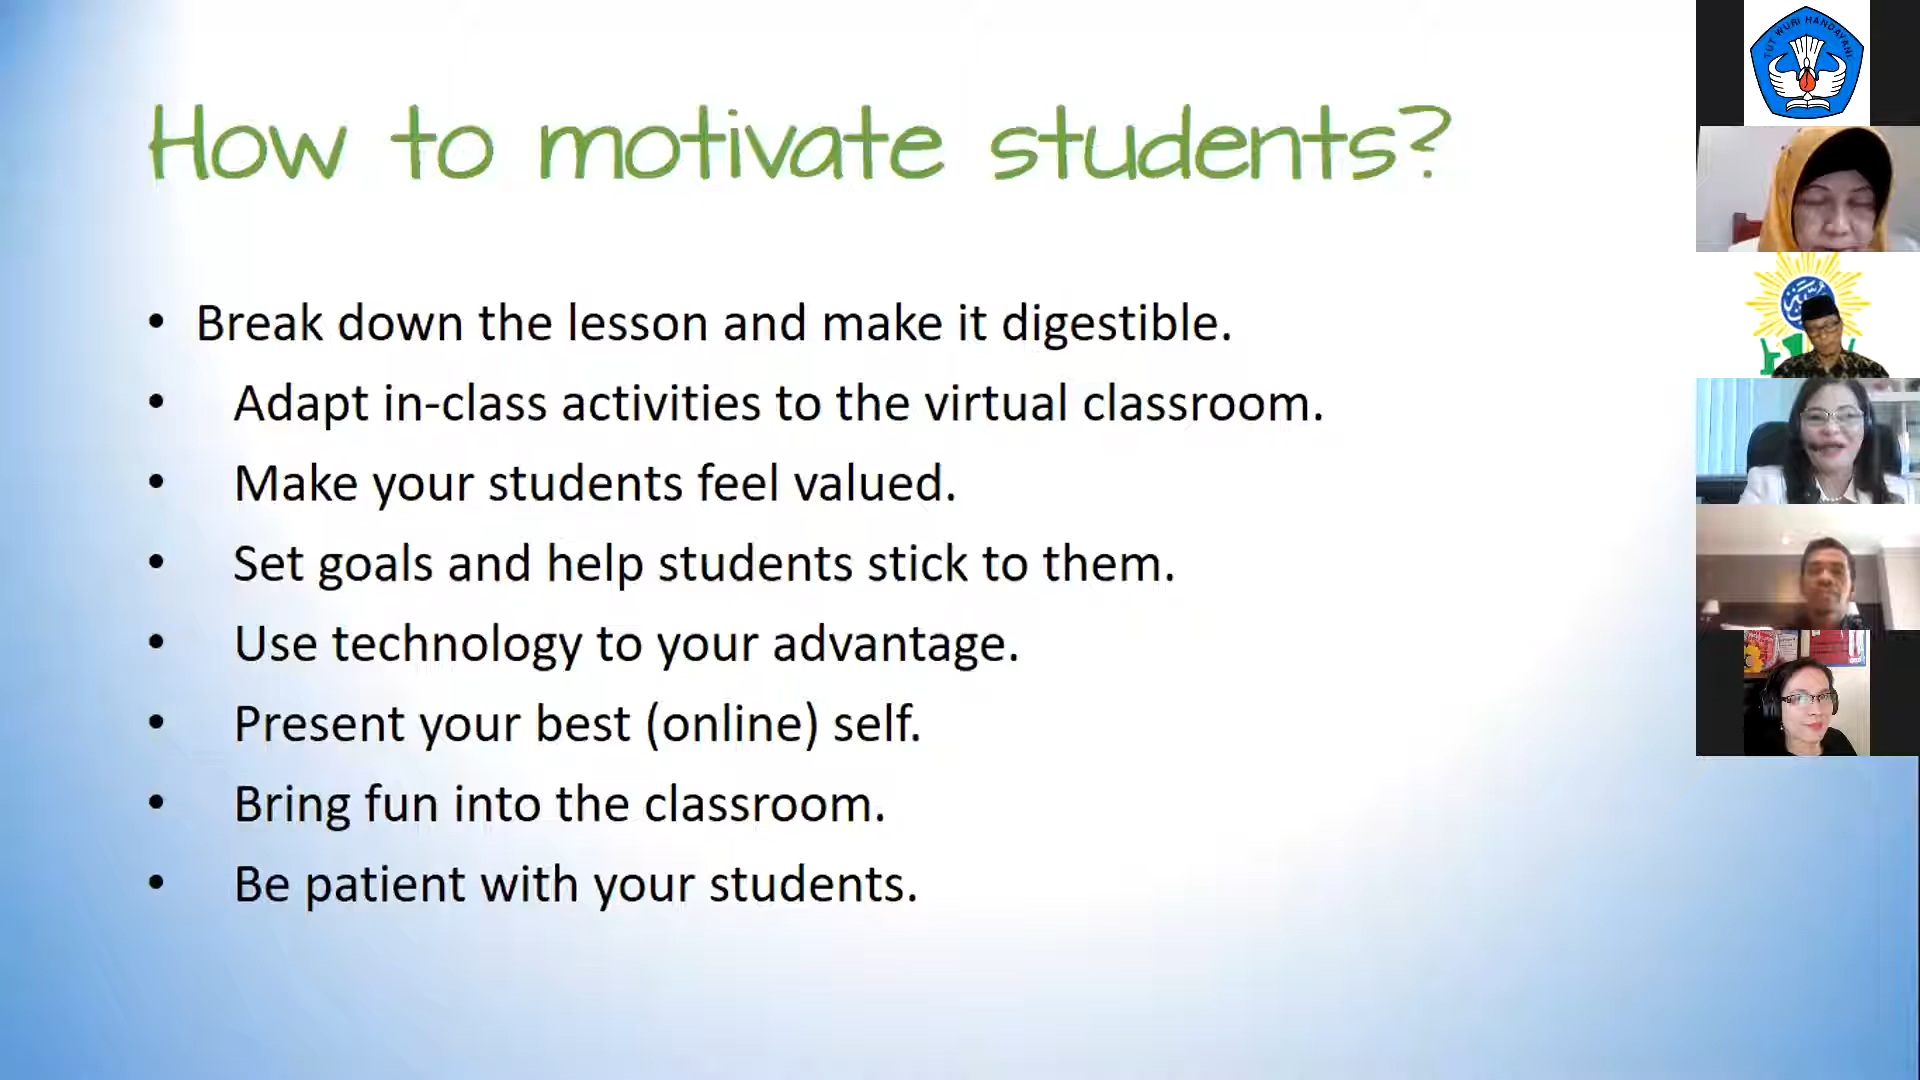 How to motivate students?
• Break down the lesson and make it digestible.
• Adapt in-class activities to the virtual classroom.
• Make your students feel valued.
• Set goals and help students stick to them.
• Use technology to your advantage.
• Present your best (online) self.
• Bring fun into the classroom.
• Be patient with your students.
TUT WURI HANDAYANI